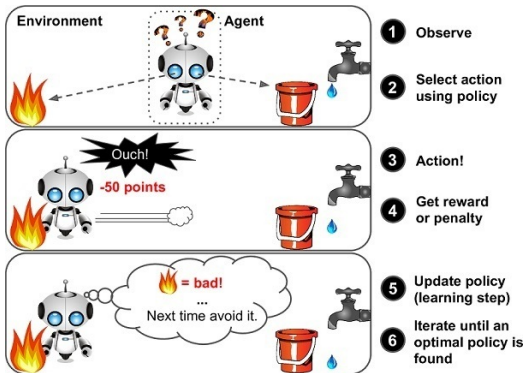 Environment
Agent
? ? ?
1 Observe
2 Select action
using policy
Ouch!
-50 points
3 Action!
4 Get reward
or penalty
= bad!
...
Next time avoid it.
5 Update policy
(learning step)
6 Iterate until an
optimal policy is
found